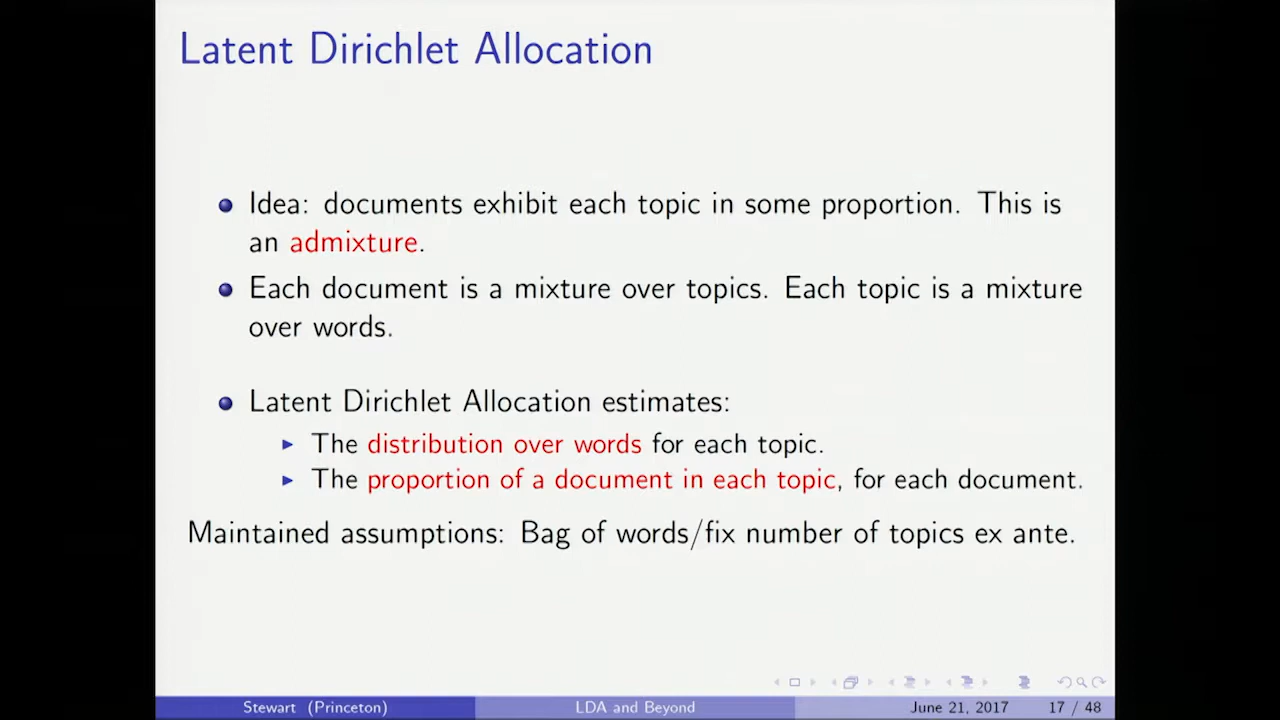 Latent Dirichlet Allocation
Idea: documents exhibit each topic in some proportion. This is
an admixture.
Each document is a mixture over topics. Each topic is a mixture
over words.
Latent Dirichlet Allocation estimates:
The distribution over words for each topic.
The proportion of a document in each topic, for each document.
Maintained assumptions: Bag of words/fix number of topics ex ante.
Stewart (Princeton) LDA and Beyond June 21, 2017 17 / 48